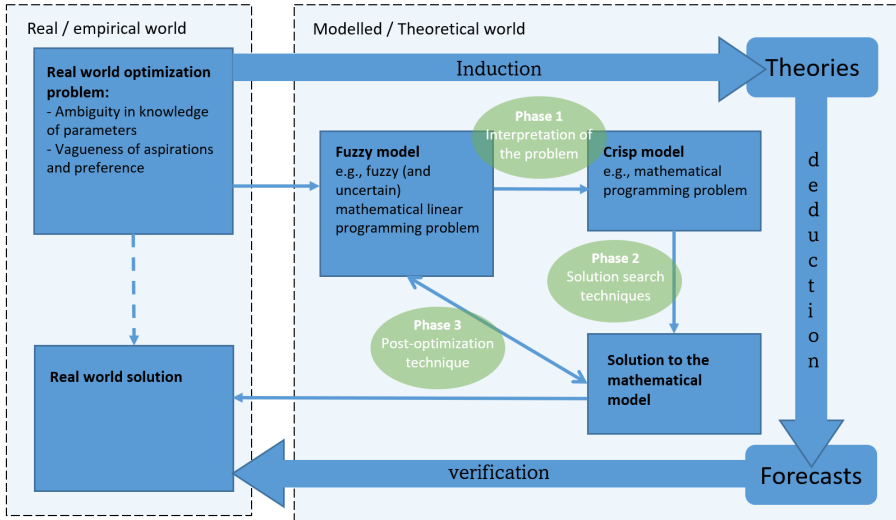 Real / empirical world
Modelled / Theoretical world
Real world optimization
problem:
- Ambiguity in knowledge
of parameters
- Vagueness of aspirations
and preference
Induction
Theories
Phase 1
Interpretation of
the problem
Fuzzy model
e.g., fuzzy (and
uncertain)
mathematical linear
programming problem
Crisp model
e.g., mathematical
programming problem
deduction
Phase 2
Solution search
techniques
Phase 3
Post-optimization
technique
Real world solution
Solution to the
mathematical
model
verification
Forecasts